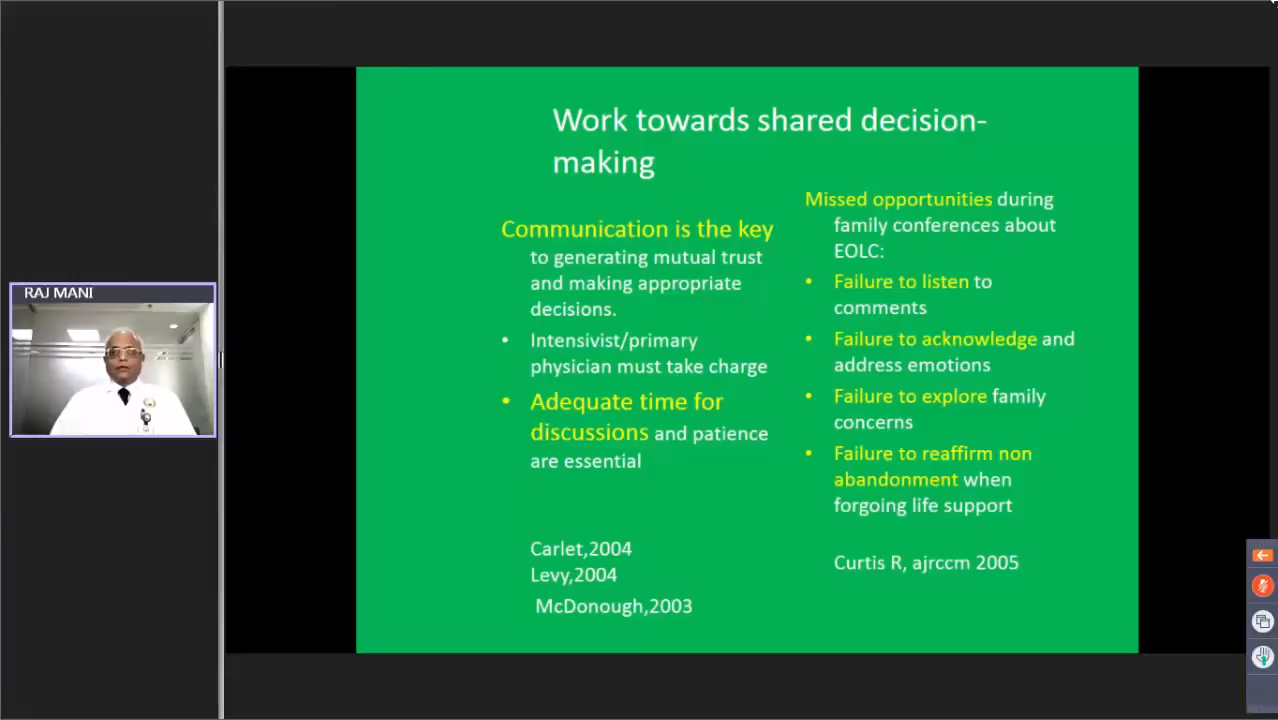 RAJ MANI
Work towards shared decision-
making
Communication is the key
to generating mutual trust
and making appropriate
decisions.
• Intensivist/primary
physician must take charge
• Adequate time for
discussions and patience
are essential
Carlet,2004
Levy,2004
McDonough,2003
Missed opportunities during
family conferences about
EOLC:
• Failure to listen to
comments
• Failure to acknowledge and
address emotions
• Failure to explore family
concerns
• Failure to reaffirm non
abandonment when
forgoing life support
Curtis R, ajrccm 2005